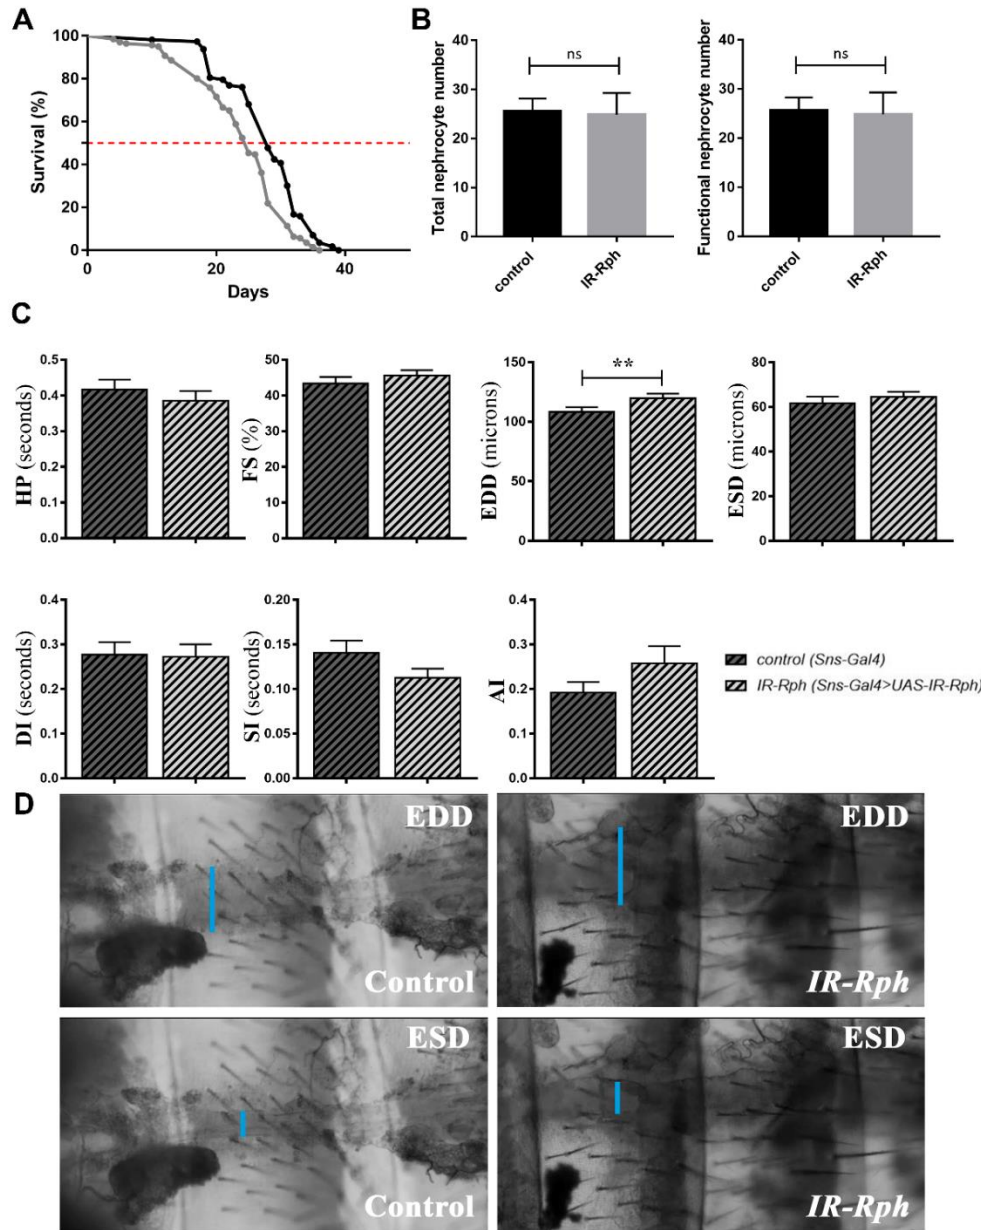 A
Survival (%)
100
80
60
40
20
0
0 20 40
Days
B
Total nephrocyte number
40
30
20
10
0
ns
control
IR-Rph
Functional nephrocyte number
40
30
20
10
0
ns
control
IR-Rph
C
HP (seconds)
0.5
0.4
0.3
0.2
0.1
0.0
FS (%)
50
40
30
20
10
0
EDD (microns)
150
100
50
0
**
ESD (microns)
80
60
40
20
0
DI (seconds)
0.4
0.3
0.2
0.1
0.0
SI (seconds)
0.20
0.15
0.10
0.05
0.00
AI
0.4
0.3
0.2
0.1
0.0
control (Sns-Gal4)
IR-Rph (Sns-Gal4>UAS-IR-Rph)
D
EDD
Control
EDD
IR-Rph
ESD
Control
ESD
IR-Rph